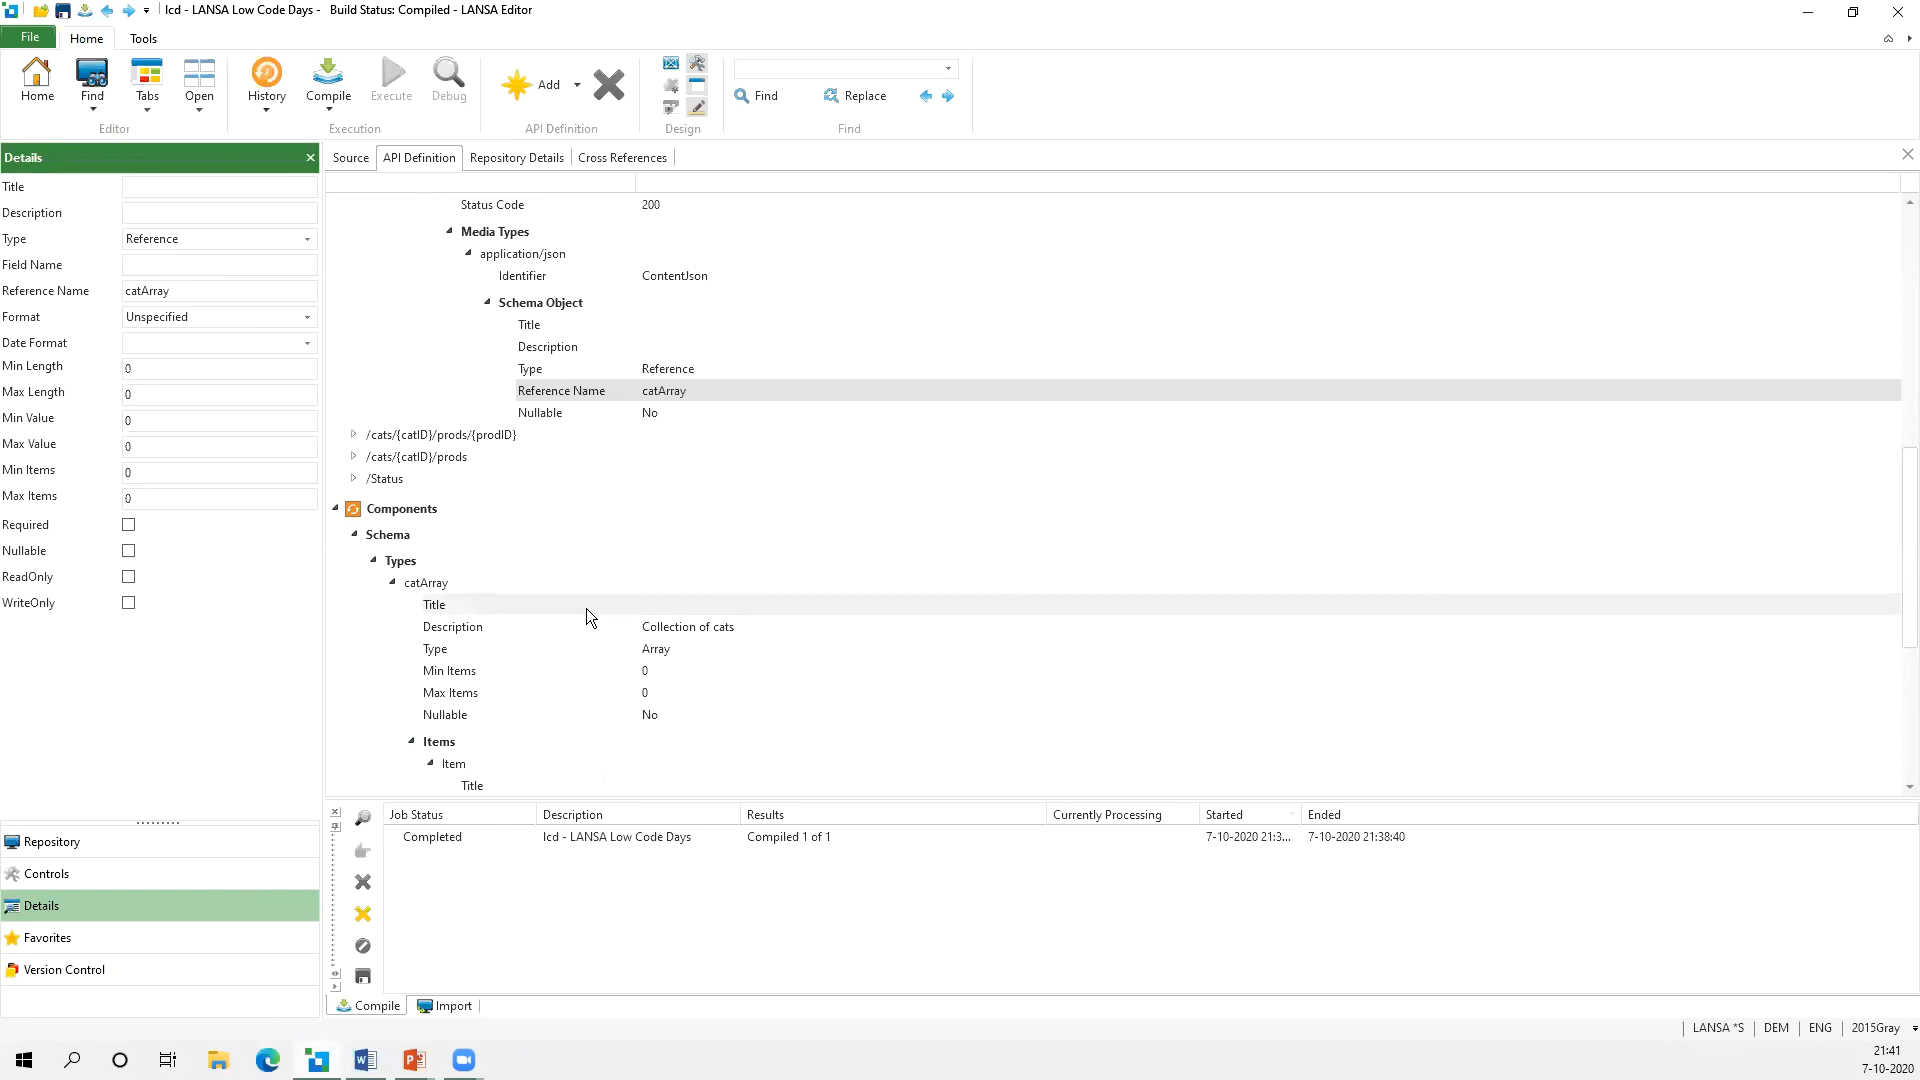 lcd - LANSA Low Code Days -   Build Status: Compiled - LANSA Editor
File Home Tools
Home Find Tabs Open History Compile Execute Debug Add Find Replace
Editor Execution API Definition Design Find
Details
Source API Definition Repository Details Cross References
Title
Description
Type Reference
Field Name
Reference Name catArray
Format Unspecified
Date Format
Min Length 0
Max Length 0
Min Value 0
Max Value 0
Min Items 0
Max Items 0
Required
Nullable
ReadOnly
WriteOnly
Repository
Controls
Details
Favorites
Version Control
Status Code 200
Media Types
application/json
Identifier ContentJson
Schema Object
Title
Description
Type Reference
Reference Name catArray
Nullable No
/cats/{catID}/prods/{prodID}
/cats/{catID}/prods
/Status
Components
Schema
Types
catArray
Title
Description Collection of cats
Type Array
Min Items 0
Max Items 0
Nullable No
Items
Item
Title
Job Status Description Results Currently Processing Started Ended
Completed lcd - LANSA Low Code Days Compiled 1 of 1 7-10-2020 21:3... 7-10-2020 21:38:40
Compile Import
LANSA *S DEM ENG 2015Gray
21:41
7-10-2020